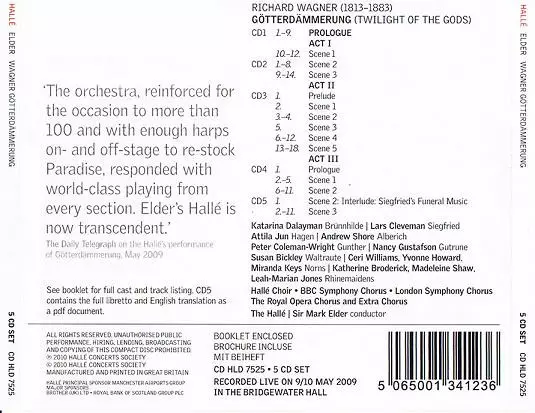 HALLÉ ELDER WAGNER GÖTTERDÄMMERUNG
5 CD SET CD HLD 7525
RICHARD WAGNER (1813–1883)
GÖTTERDÄMMERUNG (TWILIGHT OF THE GODS)
CD1 1.–9. PROLOGUE
ACT I
10.–12. Scene 1
CD2 1.–8. Scene 2
9.–14. Scene 3
ACT II
CD3 1. Prelude
2. Scene 1
3.–4. Scene 2
5. Scene 3
6.–12. Scene 4
13.–18. Scene 5
ACT III
CD4 1. Prologue
2.–5. Scene 1
6–11. Scene 2
CD5 1. Scene 2: Interlude: Siegfried's Funeral Music
2.–11. Scene 3
'The orchestra, reinforced for
the occasion to more than
100 and with enough harps
on- and off-stage to re-stock
Paradise, responded with
world-class playing from
every section. Elder's Hallé is
now transcendent.'
The Daily Telegraph on the Hallé's performance
of Götterdämmerung, May 2009
Katarina Dalayman Brünnhilde | Lars Cleveman Siegfried
Attila Jun Hagen | Andrew Shore Alberich
Peter Coleman-Wright Gunther | Nancy Gustafson Gutrune
Susan Bickley Waltraute | Ceri Williams, Yvonne Howard,
Miranda Keys Norns | Katherine Broderick, Madeleine Shaw,
Leah-Marian Jones Rhinemaidens
Hallé Choir • BBC Symphony Chorus • London Symphony Chorus
The Royal Opera Chorus and Extra Chorus
The Hallé | Sir Mark Elder conductor
See booklet for full cast and track listing. CD5
contains the full libretto and English translation as
a pdf document.
ALL RIGHTS RESERVED. UNAUTHORISED PUBLIC
PERFORMANCE, HIRING, LENDING, BROADCASTING
AND COPYING OF THIS COMPACT DISC PROHIBITED.
℗ 2010 HALLÉ CONCERTS SOCIETY
© 2010 HALLÉ CONCERTS SOCIETY
MANUFACTURED AND PRINTED IN GREAT BRITAIN
HALLÉ PRINCIPAL SPONSOR MANCHESTER AIRPORTS GROUP
MAJOR SPONSORS
BROTHER (UK) LTD • ROYAL BANK OF SCOTLAND GROUP PLC
BOOKLET ENCLOSED
BROCHURE INCLUSE
MIT BEIHEFT
CD HLD 7525 • 5 CD SET
RECORDED LIVE ON 9/10 MAY 2009
IN THE BRIDGEWATER HALL
5 065001 341236
HALLÉ ELDER WAGNER GÖTTERDÄMMERUNG
5 CD SET CD HLD 7525